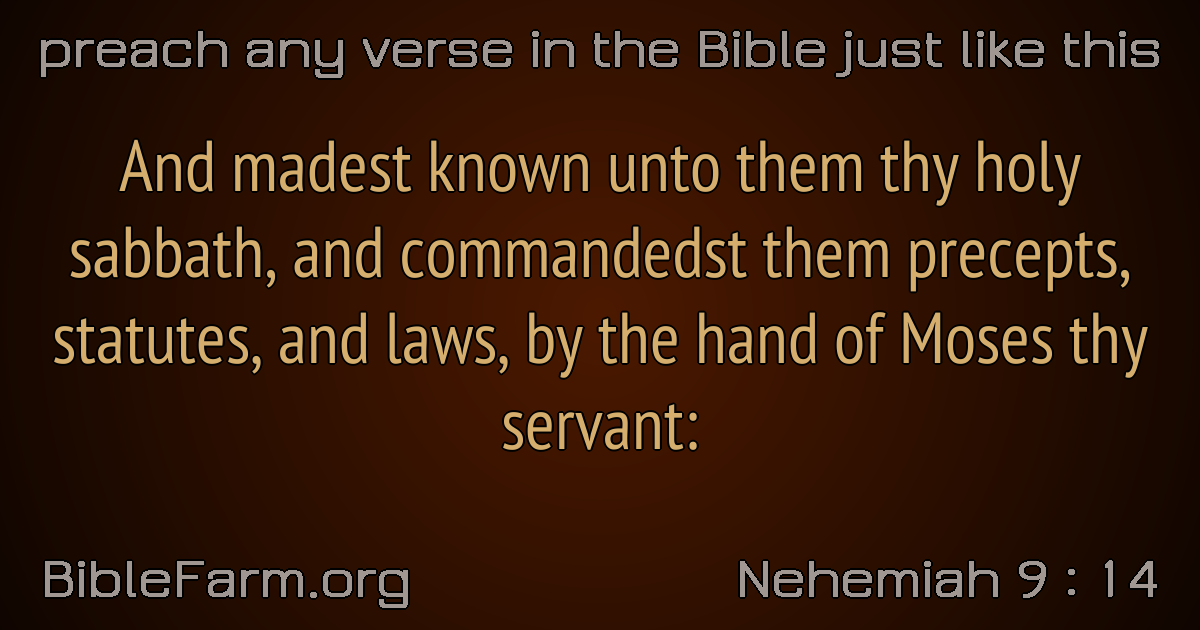 preach any verse in the Bible just like this
And madest known unto them thy holy
sabbath, and commandedst them precepts,
statutes, and laws, by the hand of Moses thy
servant:
BibleFarm.org
Nehemiah 9 : 14